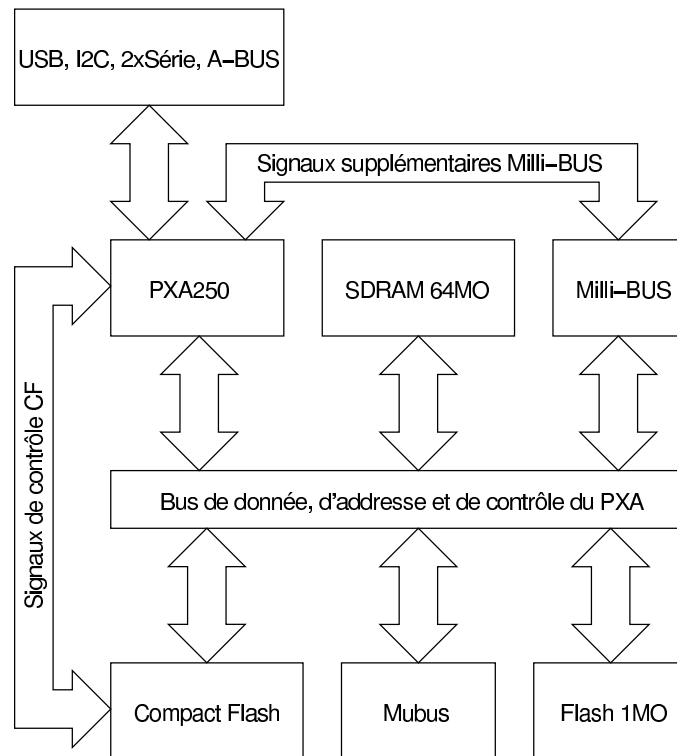 USB, I2C, 2xSérie, A-BUS
Signaux supplémentaires Milli-BUS
PXA250
SDRAM 64MO
Milli-BUS
Signaux de contrôle CF
Bus de donnée, d'addresse et de contrôle du PXA
Compact Flash
Mubus
Flash 1MO